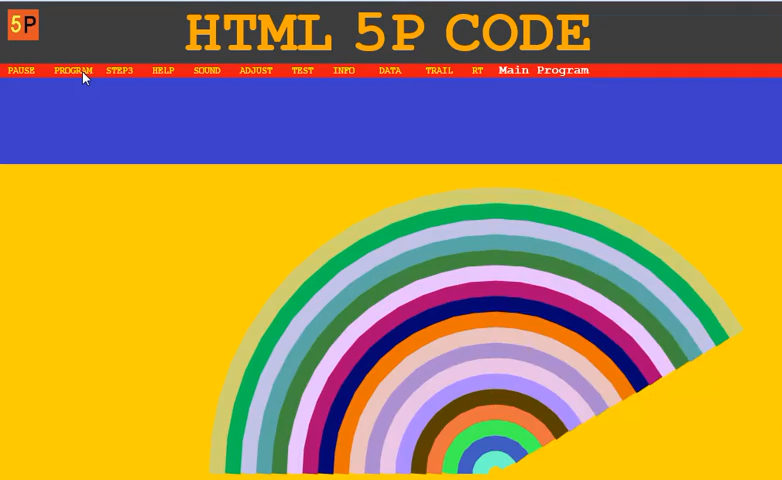 5P
HTML 5P CODE
PAUSE PROGRAM STEP3 HELP SOUND ADJUST TEST INFO DATA TRAIL RT Main Program